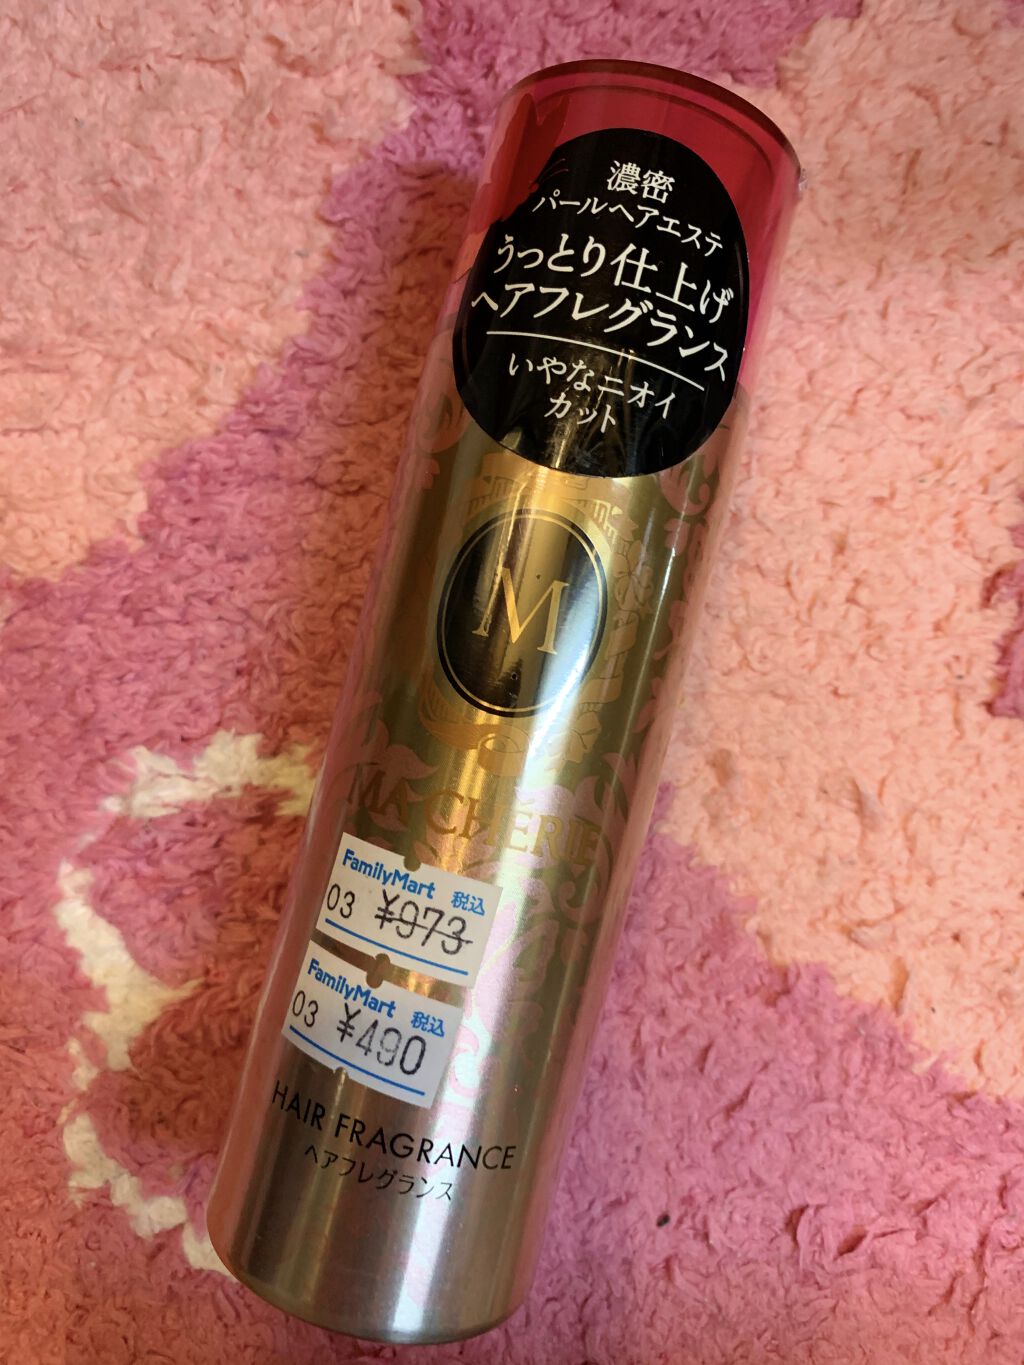 濃密
パールヘアエステ
うっとり仕上げ
ヘアフレグランス
いやなニオイ
カット
M
MA CHÉRIE
FamilyMart 税込
03 ¥973
FamilyMart 税込
03 ¥490
HAIR FRAGRANCE
ヘアフレグランス